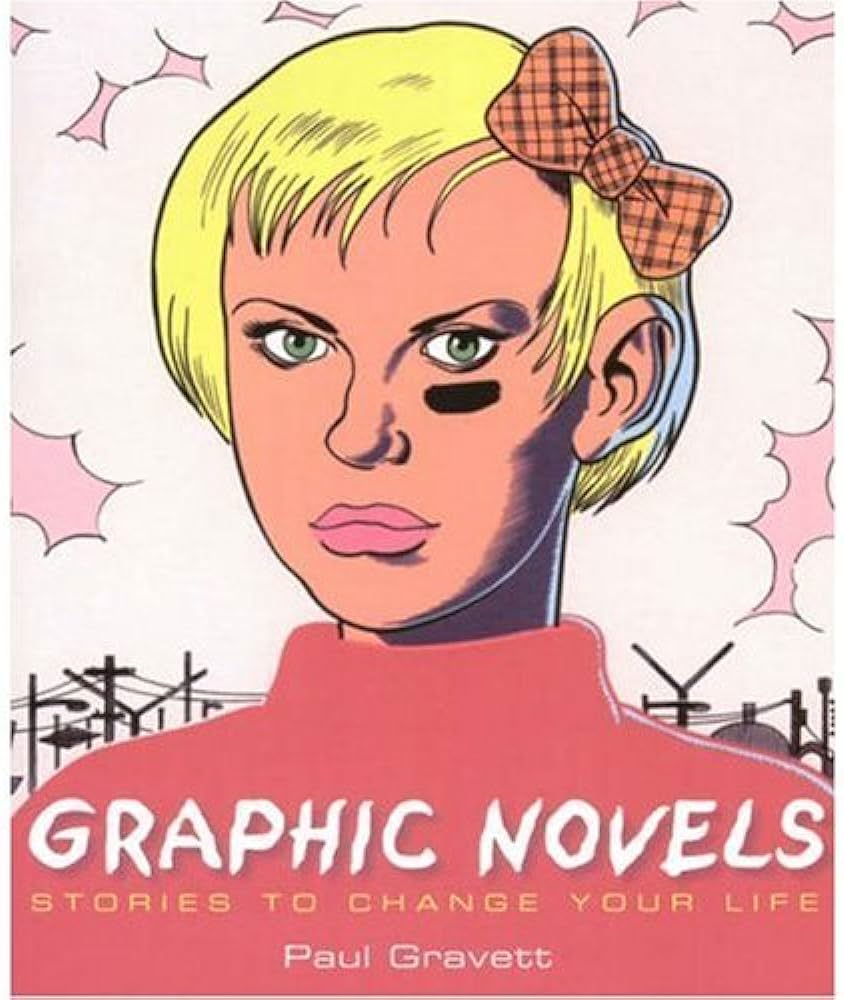 GRAPHIC NOVELS
STORIES TO CHANGE YOUR LIFE
Paul Gravett